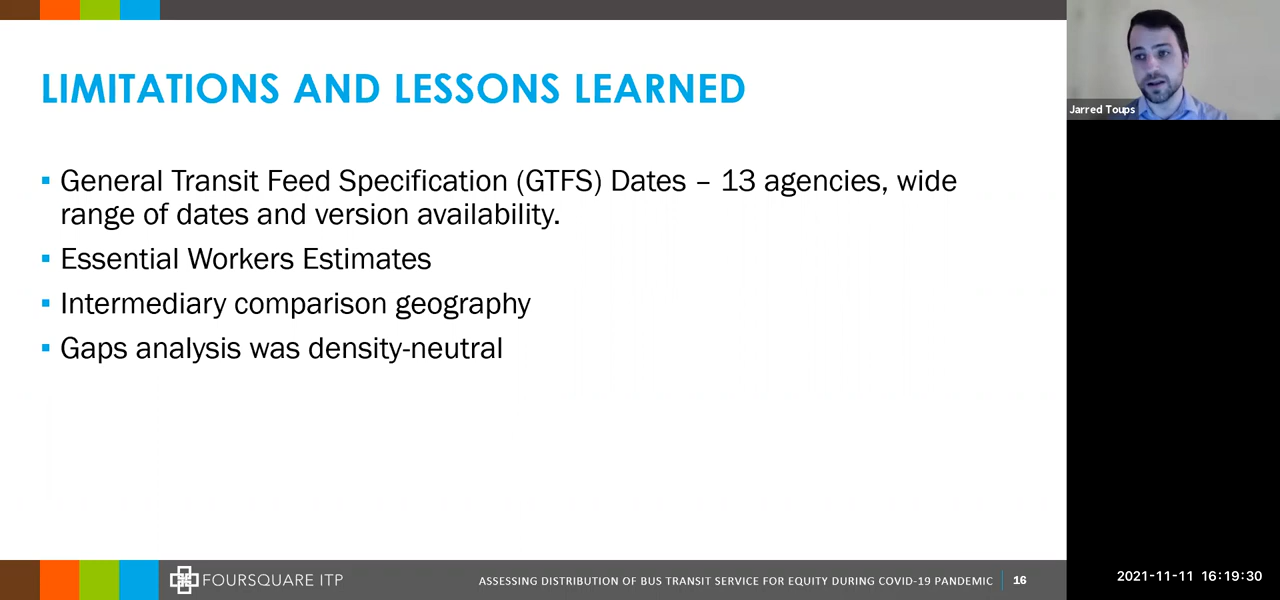 LIMITATIONS AND LESSONS LEARNED
Jarred Toups
▪ General Transit Feed Specification (GTFS) Dates – 13 agencies, wide
range of dates and version availability.
▪ Essential Workers Estimates
▪ Intermediary comparison geography
▪ Gaps analysis was density-neutral
FOURSQUARE ITP
ASSESSING DISTRIBUTION OF BUS TRANSIT SERVICE FOR EQUITY DURING COVID-19 PANDEMIC
16
2021-11-11 16:19:30